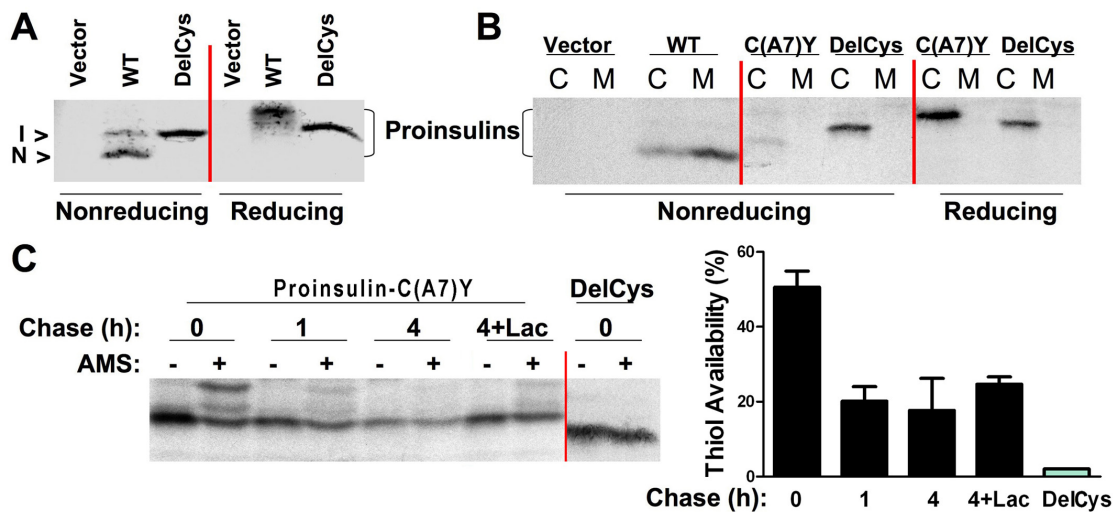 A
Vector
WT
DelCys
Vector
WT
DelCys
I >
N >
Proinsulins
Nonreducing
Reducing
B
Vector WT C(A7)Y DelCys C(A7)Y DelCys
C M C M C M C M C M C M
Nonreducing
Reducing
C
Proinsulin-C(A7)Y DelCys
Chase (h): 0 1 4 4+Lac 0
AMS: - + - + - + - + - +
Thiol Availability (%)
60
40
20
0
Chase (h): 0 1 4 4+Lac DelCys